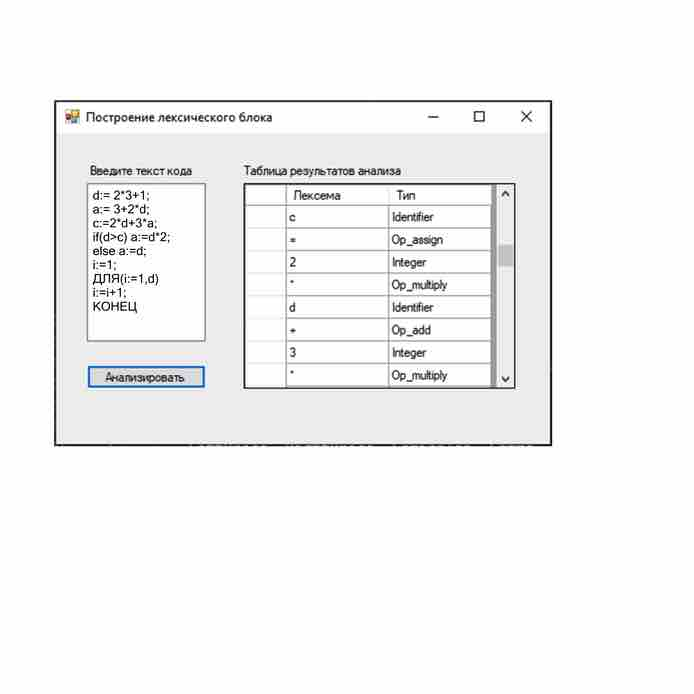 Построение лексического блока
Введите текст кода
d:= 2*3+1;
a:= 3+2*d;
c:=2*d+3*a;
if(d>c) a:=d*2;
else a:=d;
i:=1;
ДЛЯ(i:=1,d)
i:=i+1;
КОНЕЦ
Анализировать
Таблица результатов анализа
Лексема Тип
c Identifier
= Op_assign
2 Integer
* Op_multiply
d Identifier
+ Op_add
3 Integer
* Op_multiply